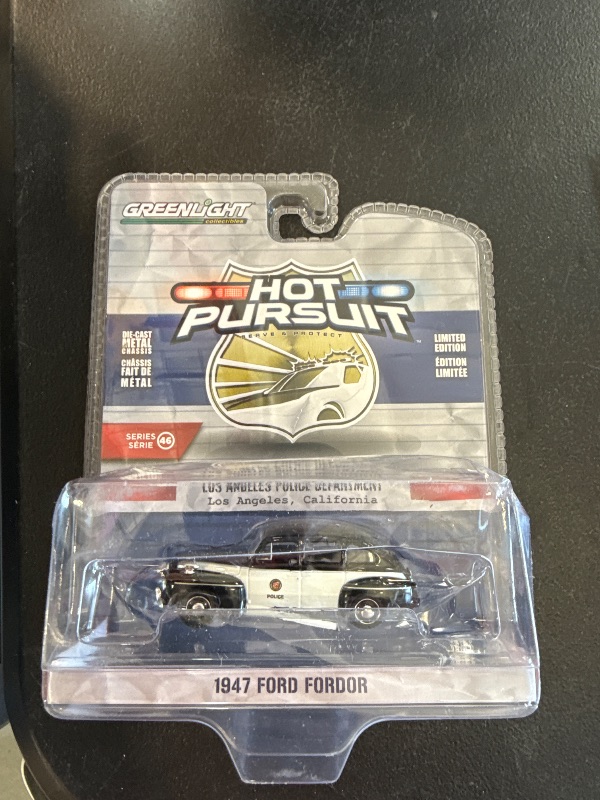 GREENLIGHT
collectibles
HOT
PURSUIT
SERVE & PROTECT
DIE-CAST
METAL
CHASSIS
CHÂSSIS
FAIT DE
MÉTAL
LIMITED
EDITION
ÉDITION
LIMITÉE
SERIES
SÉRIE
46
LOS ANGELES POLICE DEPARTMENT
Los Angeles, California
POLICE
1947 FORD FORDOR